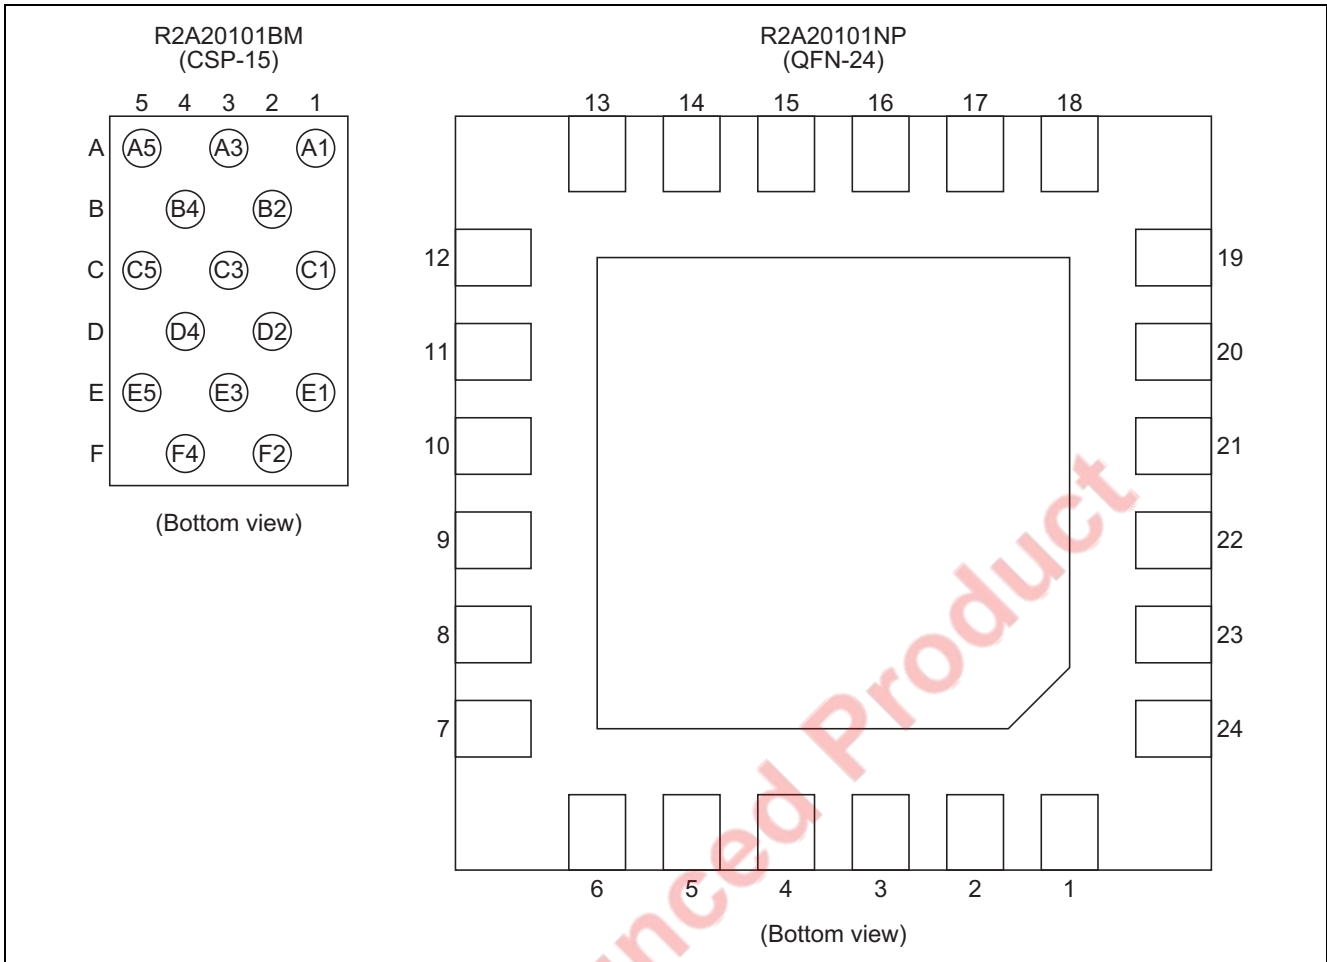 R2A20101BM
(CSP-15)
5 4 3 2 1
A A5 A3 A1
B B4 B2
C C5 C3 C1
D D4 D2
E E5 E3 E1
F F4 F2
(Bottom view)
R2A20101NP
(QFN-24)
13 14 15 16 17 18
12 19
11 20
10 21
9 22
8 23
7 24
6 5 4 3 2 1
(Bottom view)
unced Product